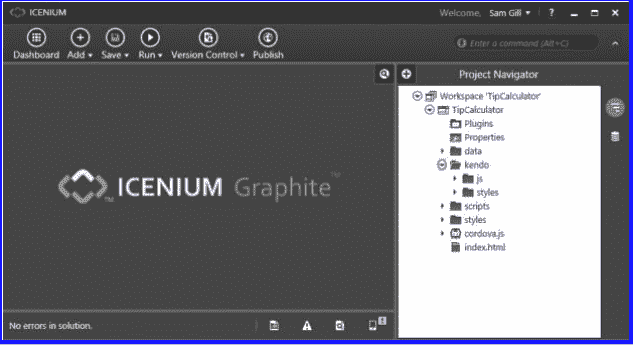 ICENIUM
Welcome, Sam Gill ?
Dashboard Add Save Run Version Control Publish
Enter a command (Alt+C)
Project Navigator
Workspace 'TipCalculator'
TipCalculator
Plugins
Properties
data
kendo
js
styles
scripts
styles
cordova.js
index.html
ICENIUM Graphite™
No errors in solution.